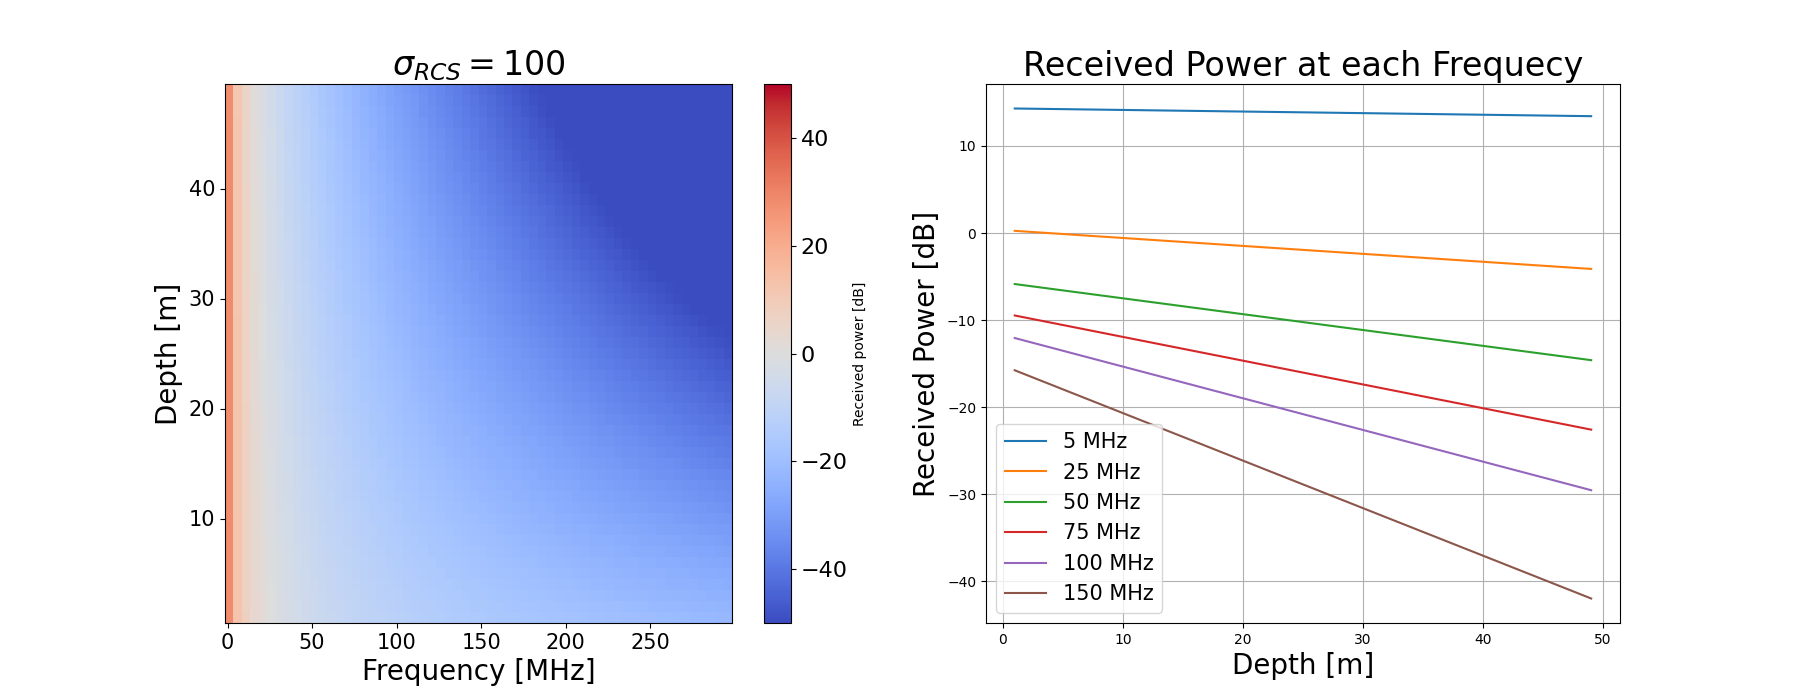 σRCS = 100
40
30
20
10
0
50
100
150
200
250
Depth [m]
Frequency [MHz]
40
20
0
−20
−40
Received power [dB]
Received Power at each Frequecy
10
0
−10
−20
−30
−40
Received Power [dB]
5 MHz
25 MHz
50 MHz
75 MHz
100 MHz
150 MHz
0
10
20
30
40
50
Depth [m]